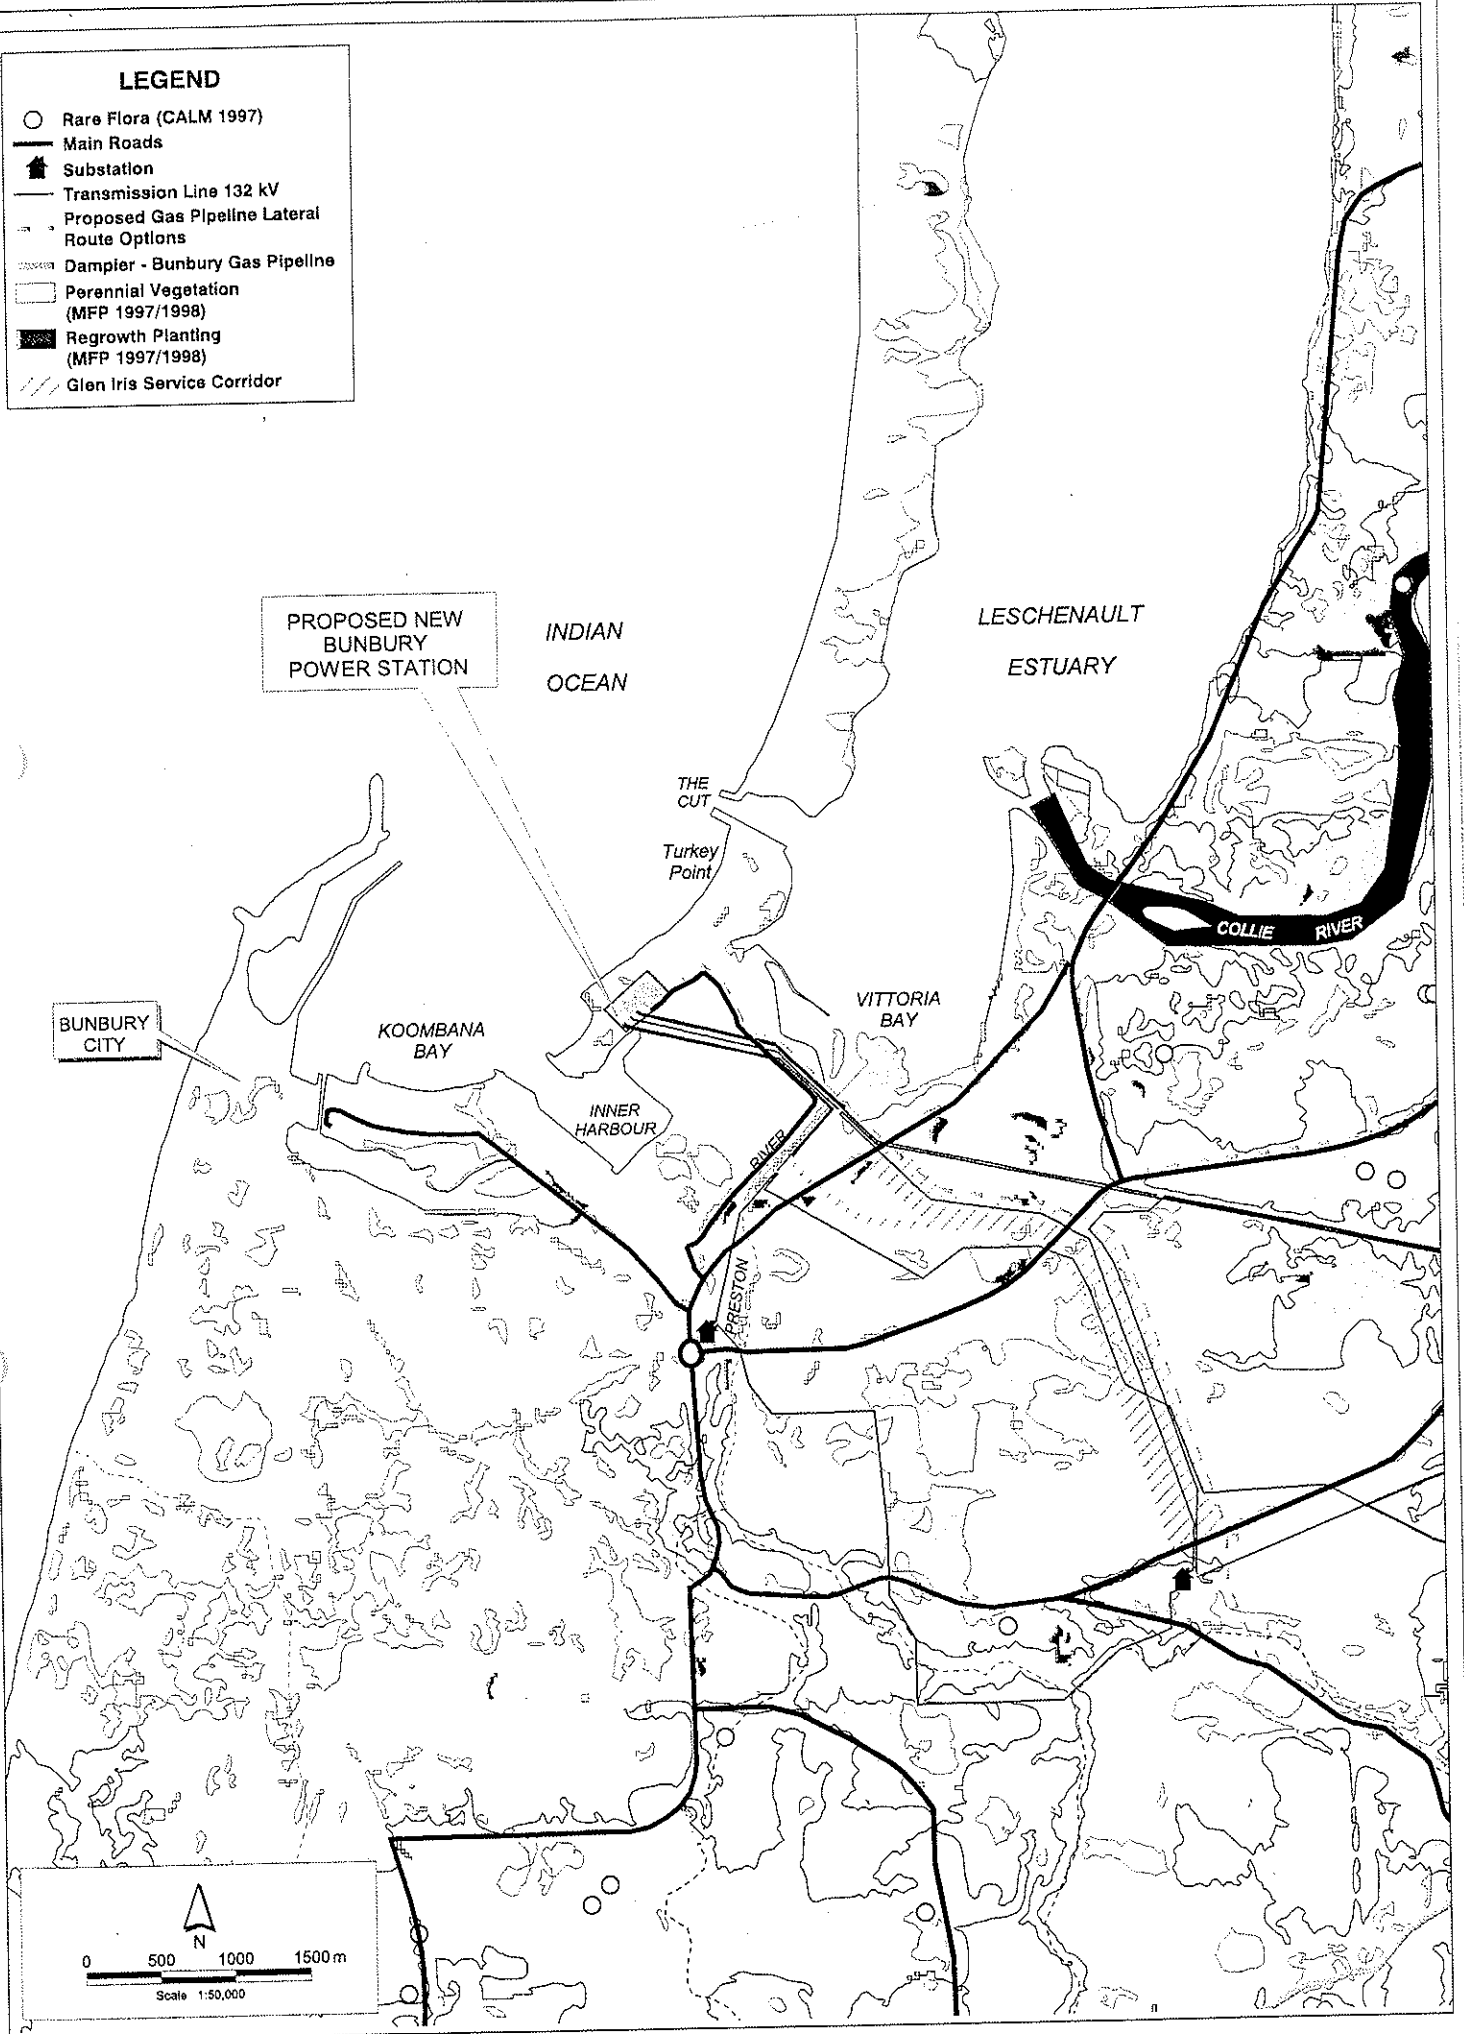 LEGEND
Rare Flora (CALM 1997)
Main Roads
Substation
Transmission Line 132 kV
Proposed Gas Pipeline Lateral
Route Options
Dampier - Bunbury Gas Pipeline
Perennial Vegetation
(MFP 1997/1998)
Regrowth Planting
(MFP 1997/1998)
Glen Iris Service Corridor
PROPOSED NEW
BUNBURY
POWER STATION
INDIAN
OCEAN
LESCHENAULT
ESTUARY
THE
CUT
Turkey
Point
COLLIE RIVER
BUNBURY
CITY
KOOMBANA
BAY
VITTORIA
BAY
INNER
HARBOUR
RIVER
PRESTON
N
0 500 1000 1500 m
Scale 1:50,000